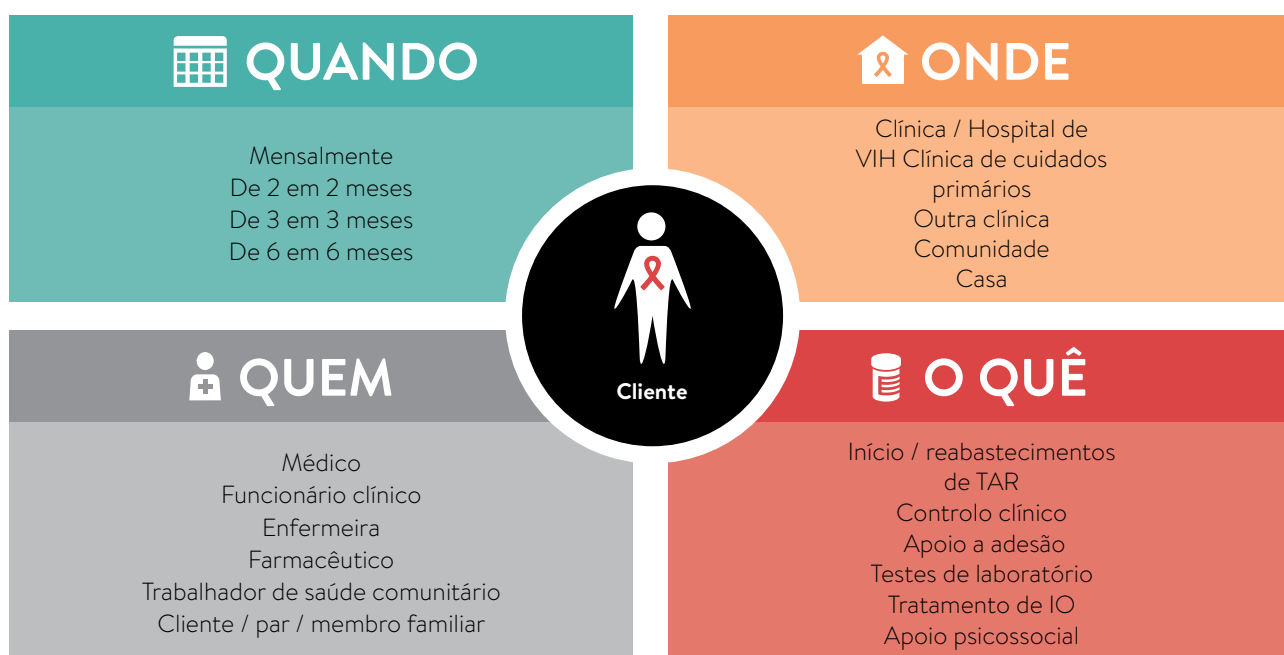 QUANDO
Mensalmente
De 2 em 2 meses
De 3 em 3 meses
De 6 em 6 meses
ONDE
Clínica / Hospital de
VIH Clínica de cuidados
primários
Outra clínica
Comunidade
Casa
Cliente
QUEM
Médico
Funcionário clínico
Enfermeira
Farmacêutico
Trabalhador de saúde comunitário
Cliente / par / membro familiar
O QUÊ
Início / reabastecimentos
de TAR
Controlo clínico
Apoio a adesão
Testes de laboratório
Tratamento de IO
Apoio psicossocial